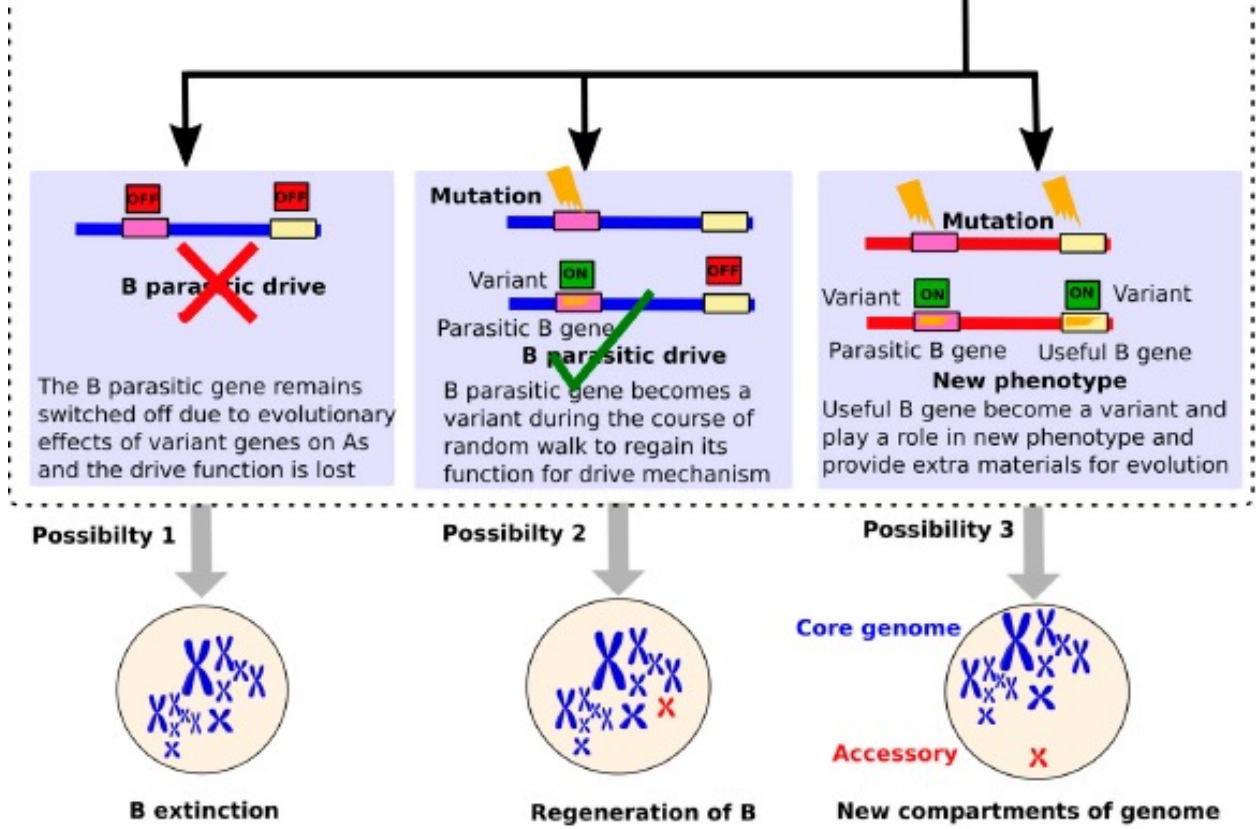 OFF OFF
B parasitic drive
The B parasitic gene remains
switched off due to evolutionary
effects of variant genes on As
and the drive function is lost
Mutation
Variant ON OFF
Parasitic B gene
B parasitic drive
B parasitic gene becomes a
variant during the course of
random walk to regain its
function for drive mechanism
Mutation
Variant ON ON Variant
Parasitic B gene Useful B gene
New phenotype
Useful B gene become a variant and
play a role in new phenotype and
provide extra materials for evolution
Possibilty 1
Possibilty 2
Possibility 3
Core genome
Accessory
B extinction
Regeneration of B
New compartments of genome